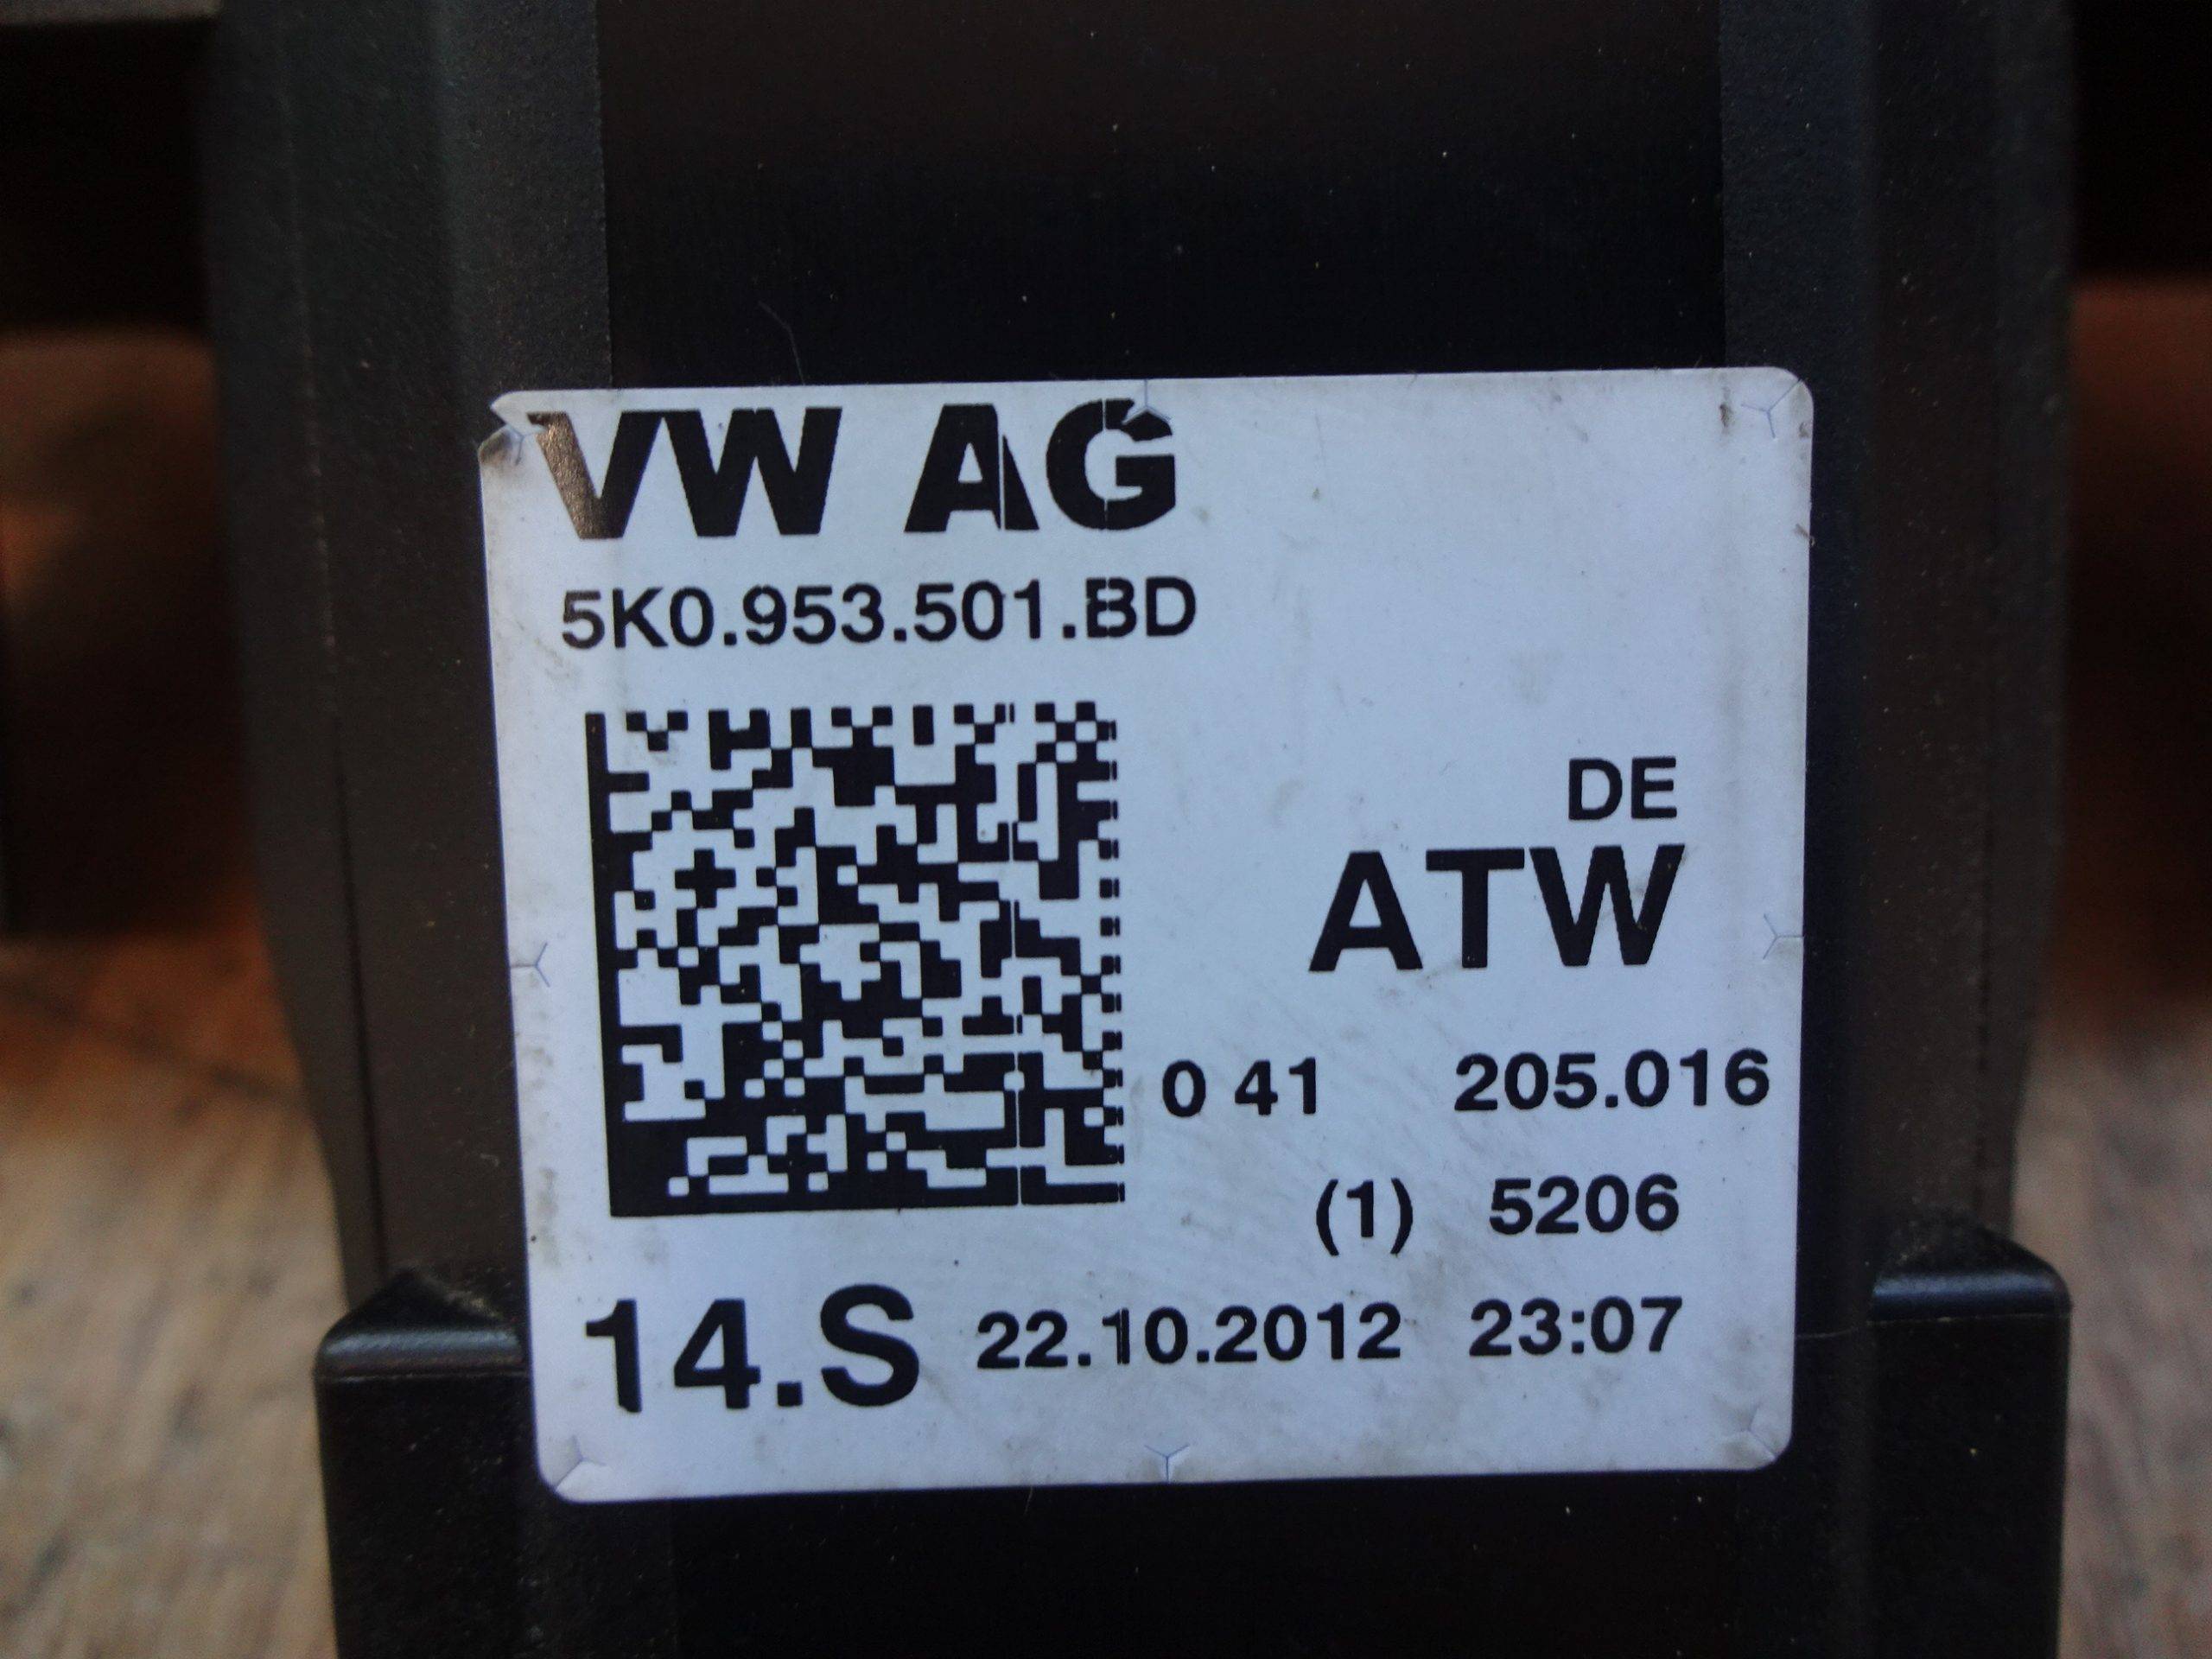 VW AG
5K0.953.501.BD
DE
ATW
0 41 205.016
(1) 5206
14.S 22.10.2012 23:07